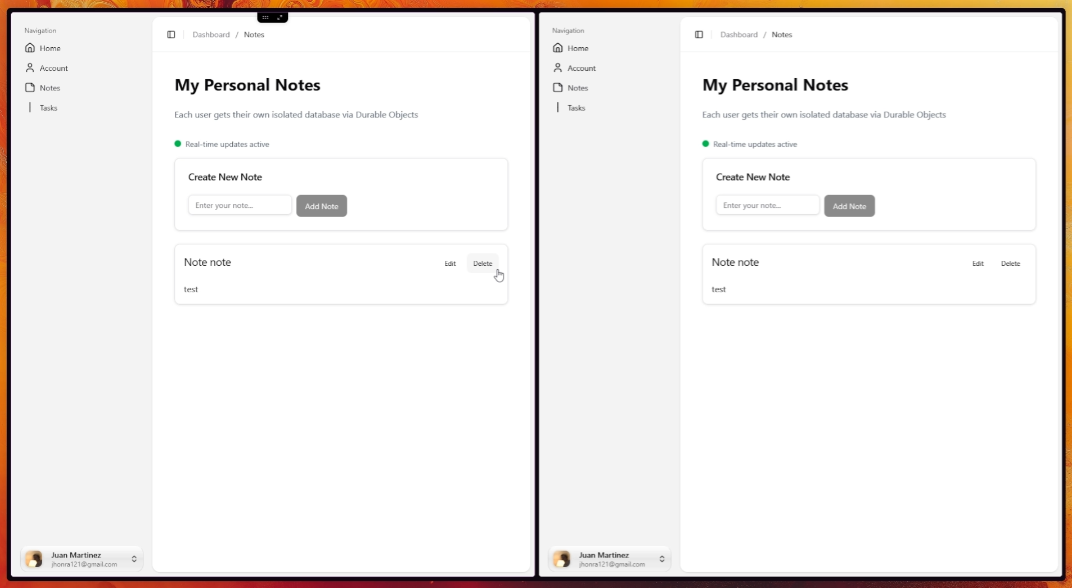 Navigation
Home
Account
Notes
Tasks
Juan Martinez
jhonra121@gmail.com
Dashboard / Notes
My Personal Notes
Each user gets their own isolated database via Durable Objects
Real-time updates active
Create New Note
Enter your note...
Add Note
Note note
Edit
Delete
test
Navigation
Home
Account
Notes
Tasks
Juan Martinez
jhonra121@gmail.com
Dashboard / Notes
My Personal Notes
Each user gets their own isolated database via Durable Objects
Real-time updates active
Create New Note
Enter your note...
Add Note
Note note
Edit
Delete
test